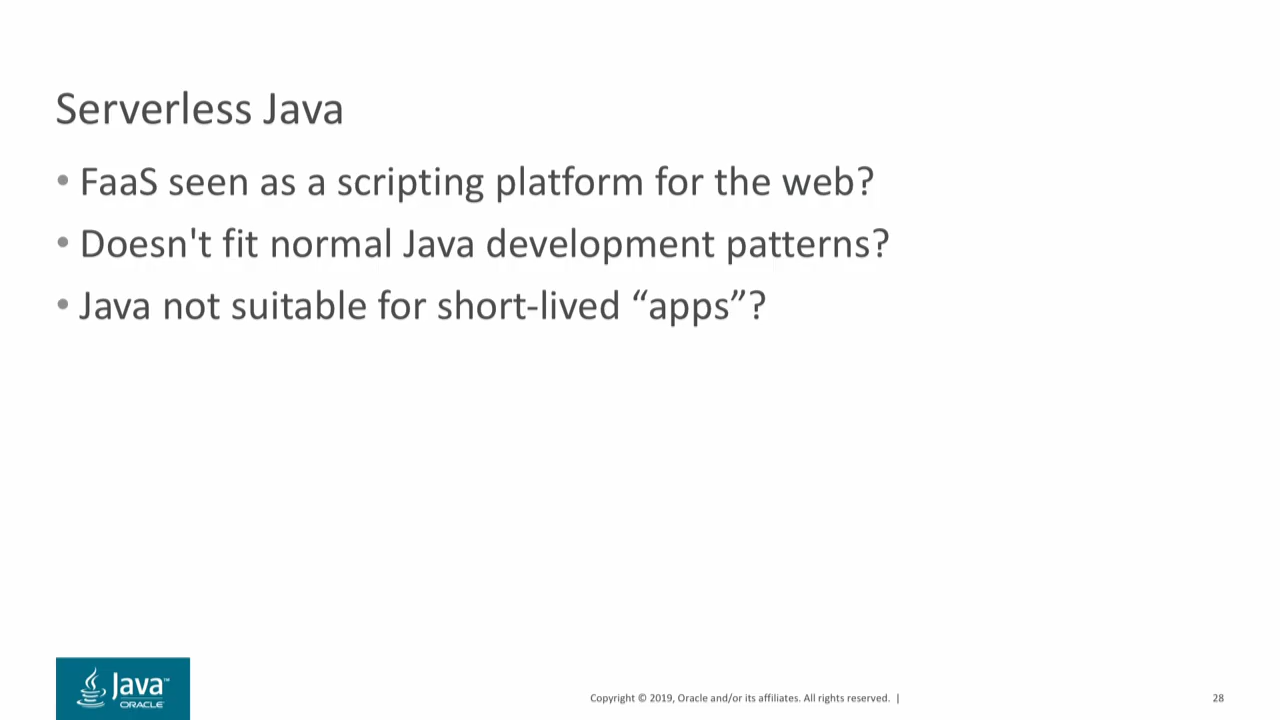 Serverless Java
• FaaS seen as a scripting platform for the web?
• Doesn't fit normal Java development patterns?
• Java not suitable for short-lived “apps”?
Java™
ORACLE
Copyright © 2019, Oracle and/or its affiliates. All rights reserved. |
28